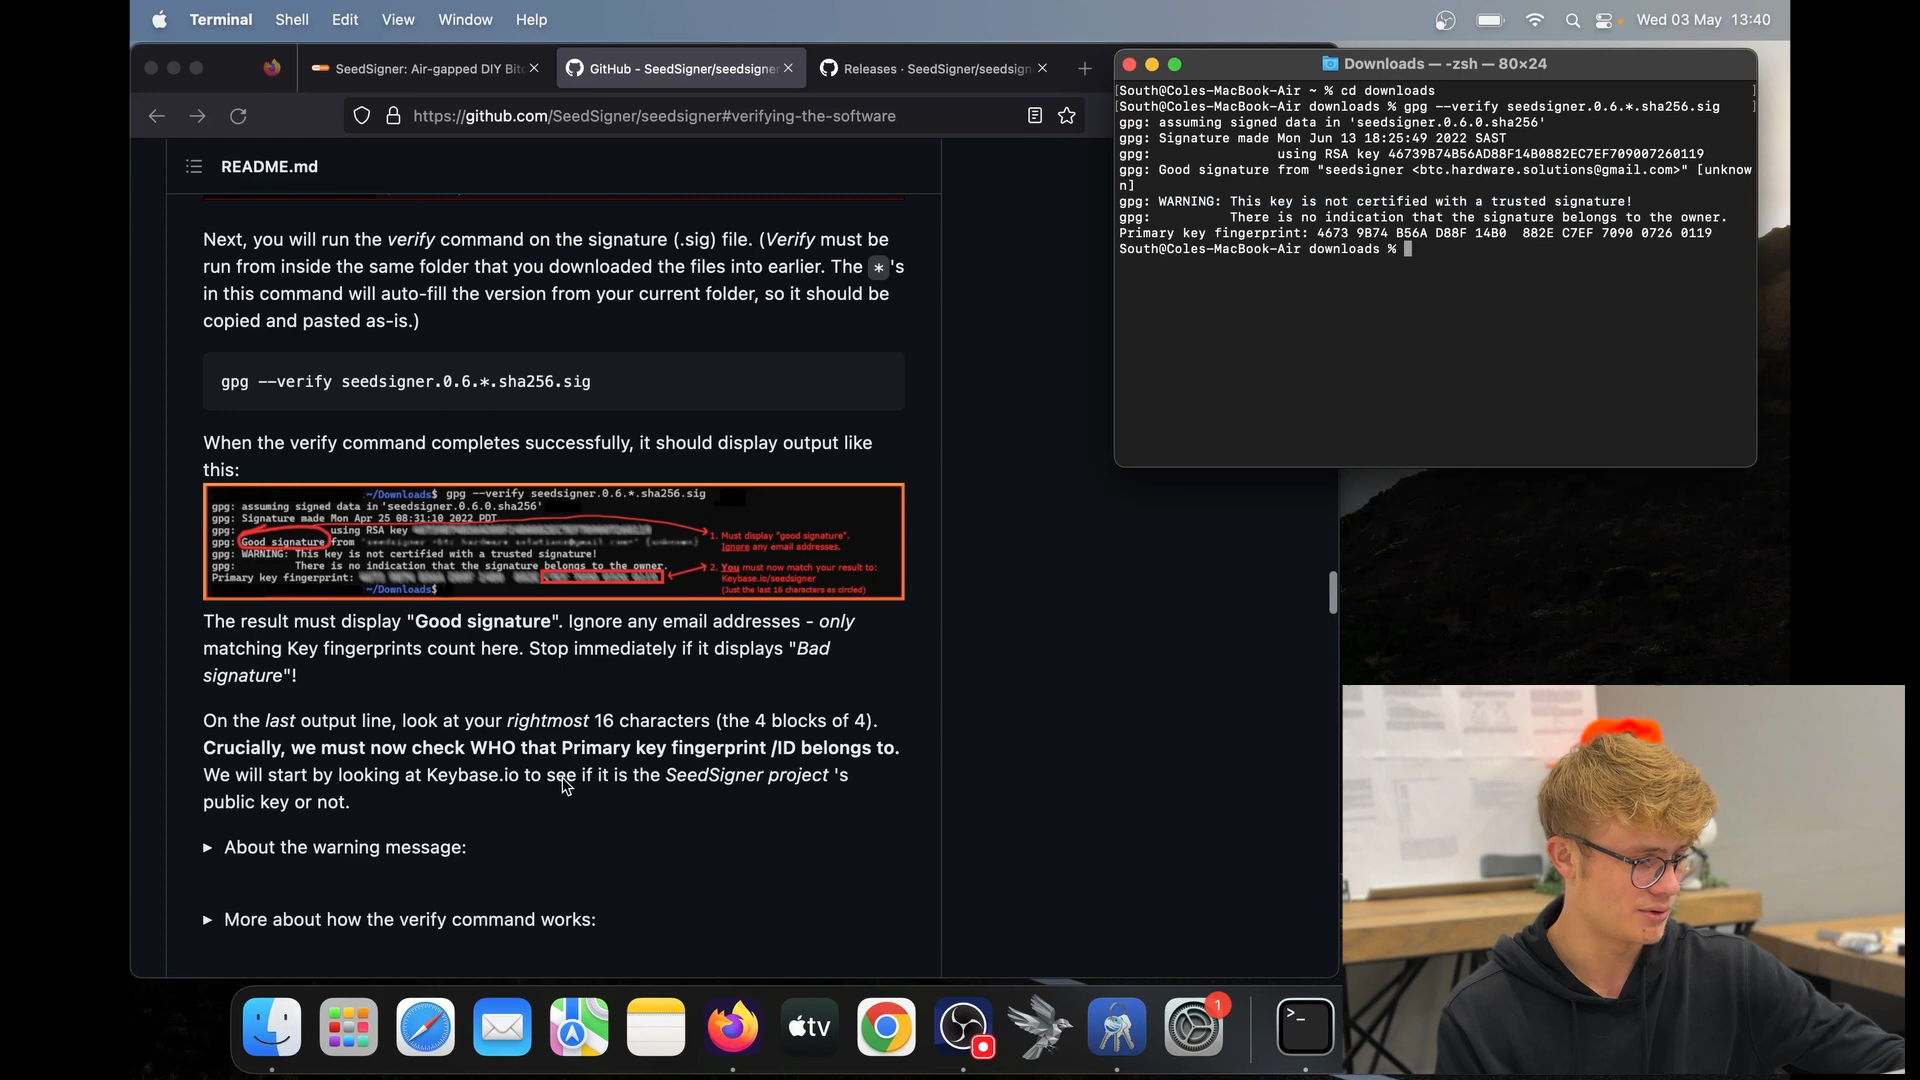 Terminal Shell Edit View Window Help
Wed 03 May 13:40
SeedSigner: Air-gapped DIY Bitc
GitHub - SeedSigner/seedsigner
Releases · SeedSigner/seedsign
https://github.com/SeedSigner/seedsigner#verifying-the-software
README.md
Next, you will run the verify command on the signature (.sig) file. (Verify must be
run from inside the same folder that you downloaded the files into earlier. The *'s
in this command will auto-fill the version from your current folder, so it should be
copied and pasted as-is.)
gpg --verify seedsigner.0.6.*.sha256.sig
When the verify command completes successfully, it should display output like
this:
~/Downloads$ gpg --verify seedsigner.0.6.*.sha256.sig
gpg: assuming signed data in 'seedsigner.0.6.0.sha256'
gpg: Signature made Mon Apr 25 08:31:10 2022 PDT
gpg: using RSA key
gpg: Good signature from
gpg: WARNING: This key is not certified with a trusted signature!
gpg: There is no indication that the signature belongs to the owner.
Primary key fingerprint:
~/Downloads$
1. Must display "good signature".
Ignore any email addresses.
2. You must now match your result to:
Keybase.io/seedsigner
(Just the last 16 characters as circled)
The result must display "Good signature". Ignore any email addresses - only
matching Key fingerprints count here. Stop immediately if it displays "Bad
signature"!
On the last output line, look at your rightmost 16 characters (the 4 blocks of 4).
Crucially, we must now check WHO that Primary key fingerprint /ID belongs to.
We will start by looking at Keybase.io to see if it is the SeedSigner project 's
public key or not.
About the warning message:
More about how the verify command works:
Downloads — -zsh — 80×24
[South@Coles-MacBook-Air ~ % cd downloads ]
[South@Coles-MacBook-Air downloads % gpg --verify seedsigner.0.6.*.sha256.sig ]
gpg: assuming signed data in 'seedsigner.0.6.0.sha256'
gpg: Signature made Mon Jun 13 18:25:49 2022 SAST
gpg: using RSA key 46739B74B56AD88F14B0882EC7EF709007260119
gpg: Good signature from "seedsigner <btc.hardware.solutions@gmail.com>" [unknow
n]
gpg: WARNING: This key is not certified with a trusted signature!
gpg: There is no indication that the signature belongs to the owner.
Primary key fingerprint: 4673 9B74 B56A D88F 14B0 882E C7EF 7090 0726 0119
South@Coles-MacBook-Air downloads %
tv
1
>_